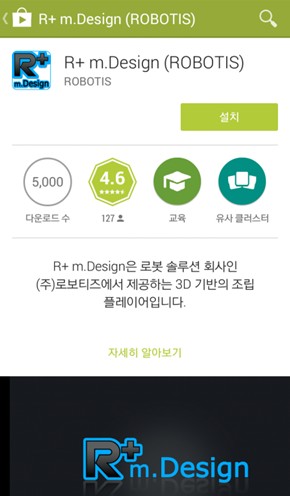 R+ m.Design (ROBOTIS)
R+
m.Design
R+ m.Design (ROBOTIS)
ROBOTIS
설치
5,000
4.6
다운로드 수
127
교육
유사 클러스터
R+ m.Design은 로봇 솔루션 회사인
(주)로보티즈에서 제공하는 3D 기반의 조립
플레이어입니다.
자세히 알아보기
R+ m.Design